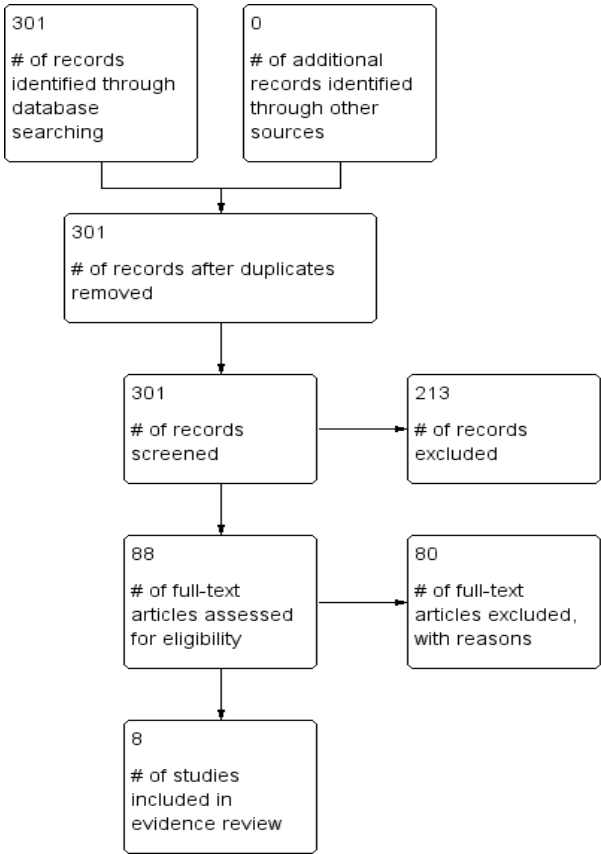 301
# of records
identified through
database
searching
0
# of additional
records identified
through other
sources
301
# of records after duplicates
removed
301
# of records
screened
213
# of records
excluded
88
# of full-text
articles assessed
for eligibility
80
# of full-text
articles excluded,
with reasons
8
# of studies
included in
evidence review